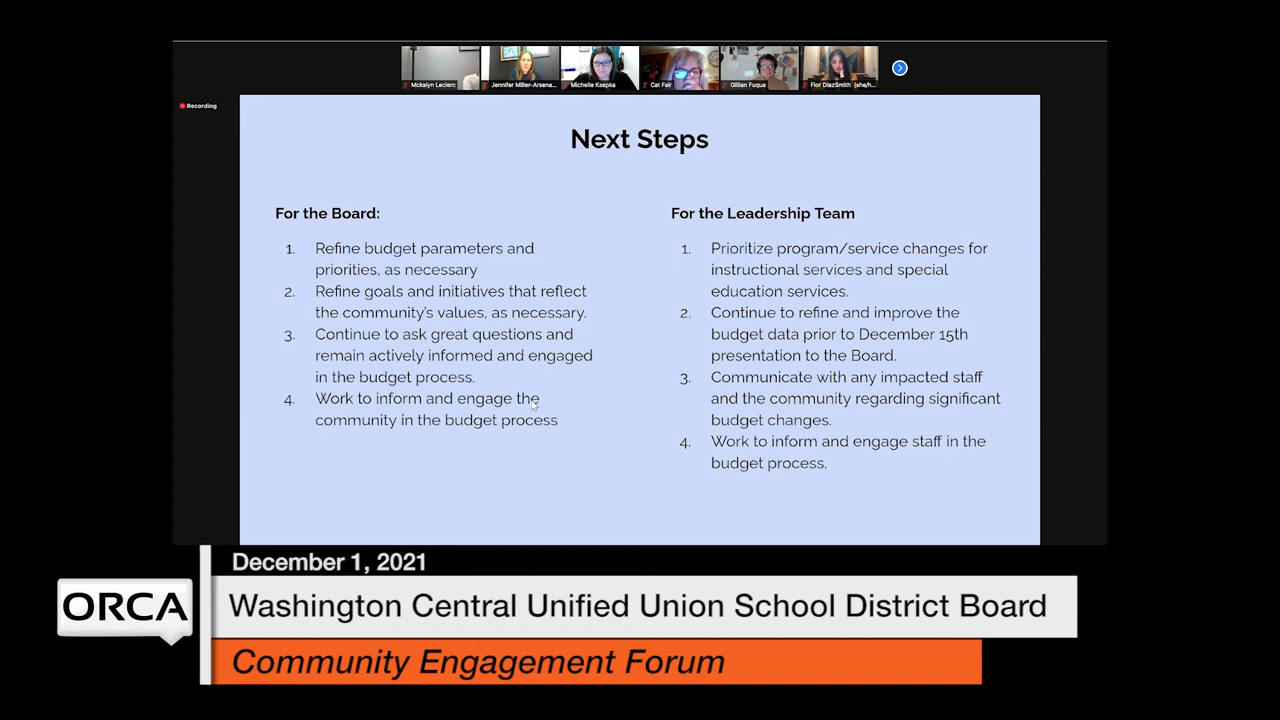 Mckalyn Leclerc
Jennifer Miller-Arsena...
Michelle Ksepka
Cat Fair
Gillian Fuqua
Flor DiazSmith (she/h...
Recording
Next Steps
For the Board:
1. Refine budget parameters and
priorities, as necessary
2. Refine goals and initiatives that reflect
the community's values, as necessary.
3. Continue to ask great questions and
remain actively informed and engaged
in the budget process.
4. Work to inform and engage the
community in the budget process
For the Leadership Team
1. Prioritize program/service changes for
instructional services and special
education services.
2. Continue to refine and improve the
budget data prior to December 15th
presentation to the Board.
3. Communicate with any impacted staff
and the community regarding significant
budget changes.
4. Work to inform and engage staff in the
budget process.
December 1, 2021
ORCA
Washington Central Unified Union School District Board
Community Engagement Forum